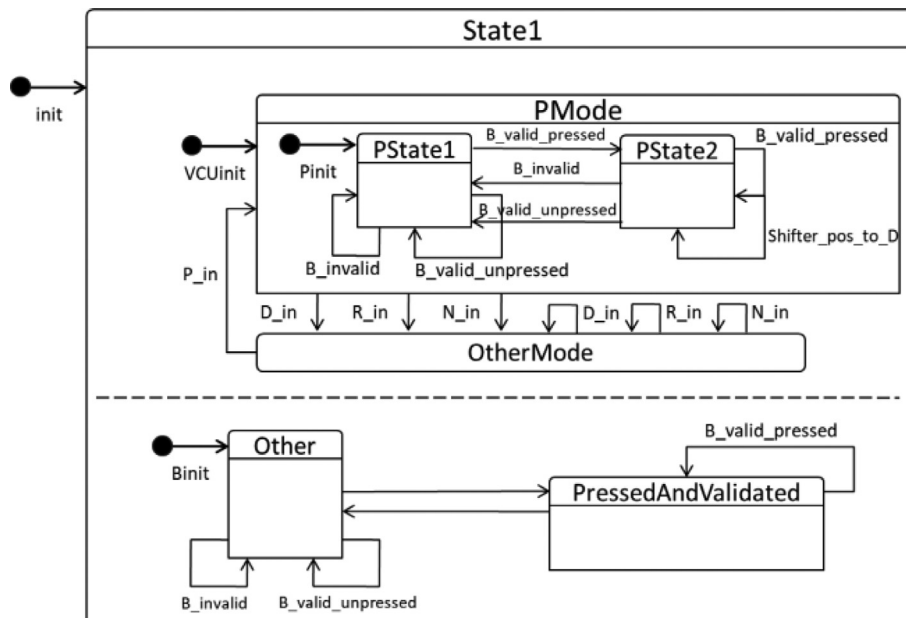 State1
init
PMode
VCUinit
Pinit
PState1
B_valid_pressed
PState2
B_valid_pressed
B_invalid
B_valid_unpressed
Shifter_pos_to_D
B_invalid
B_valid_unpressed
P_in
D_in
R_in
N_in
D_in
R_in
N_in
OtherMode
Other
Binit
B_valid_pressed
PressedAndValidated
B_invalid
B_valid_unpressed